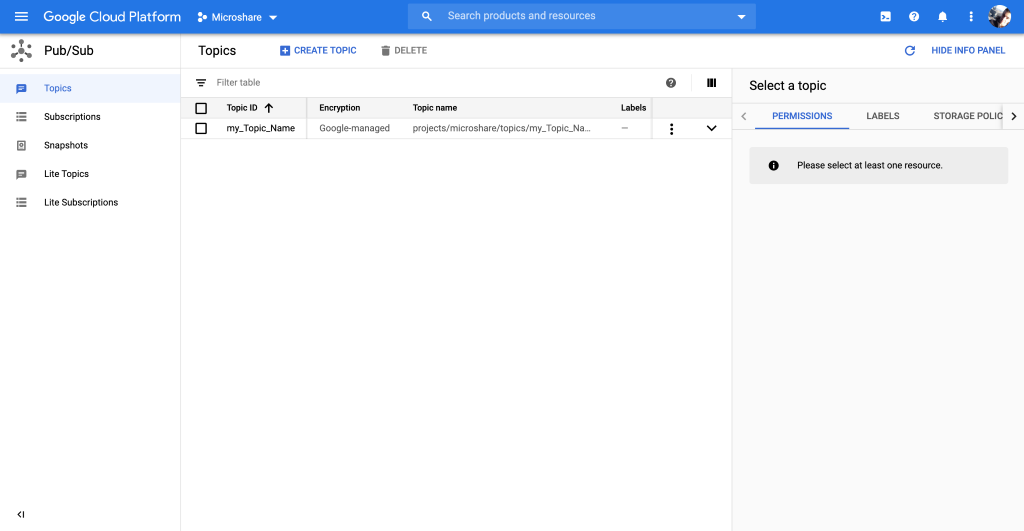 Google Cloud Platform Microshare Search products and resources
Pub/Sub
Topics
Subscriptions
Snapshots
Lite Topics
Lite Subscriptions
Topics CREATE TOPIC DELETE HIDE INFO PANEL
Filter table
Topic ID Encryption Topic name Labels
my_Topic_Name Google-managed projects/microshare/topics/my_Topic_Na... —
Select a topic
PERMISSIONS LABELS STORAGE POLIC
Please select at least one resource.